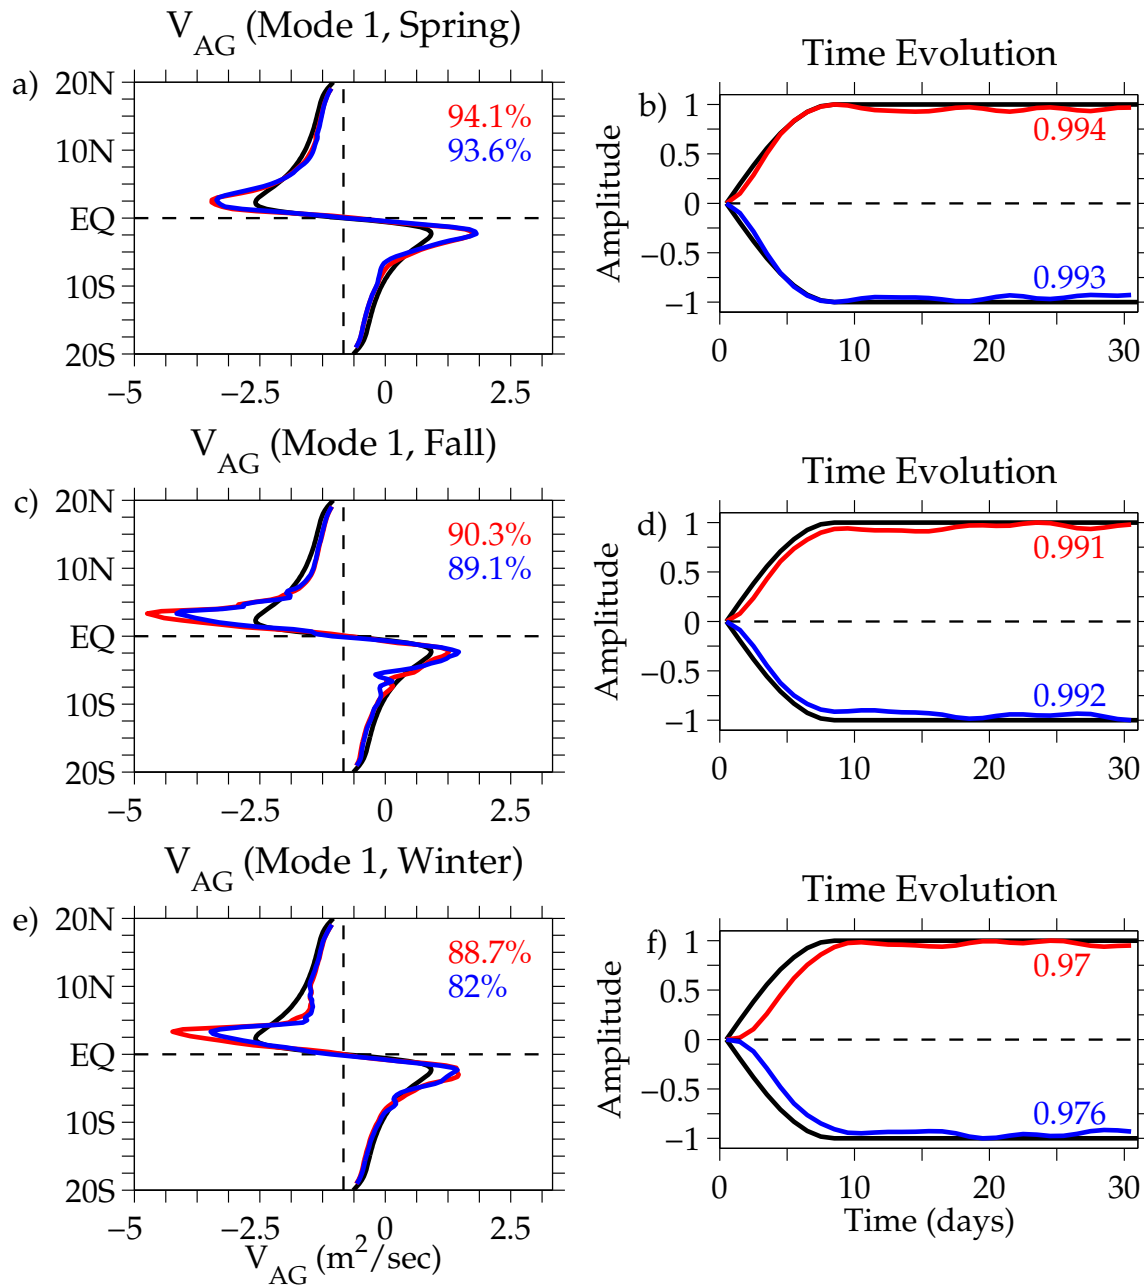 V_AG (Mode 1, Spring)
a)
20N
10N
EQ
10S
20S
94.1%
93.6%
−5
−2.5
0
2.5
Time Evolution
b)
Amplitude
1
0.5
0
−0.5
−1
0.994
0.993
0
10
20
30
V_AG (Mode 1, Fall)
c)
20N
10N
EQ
10S
20S
90.3%
89.1%
−5
−2.5
0
2.5
Time Evolution
d)
Amplitude
1
0.5
0
−0.5
−1
0.991
0.992
0
10
20
30
V_AG (Mode 1, Winter)
e)
20N
10N
EQ
10S
20S
88.7%
82%
−5
−2.5
0
2.5
V_AG (m²/sec)
Time Evolution
f)
Amplitude
1
0.5
0
−0.5
−1
0.97
0.976
0
10
20
30
Time (days)